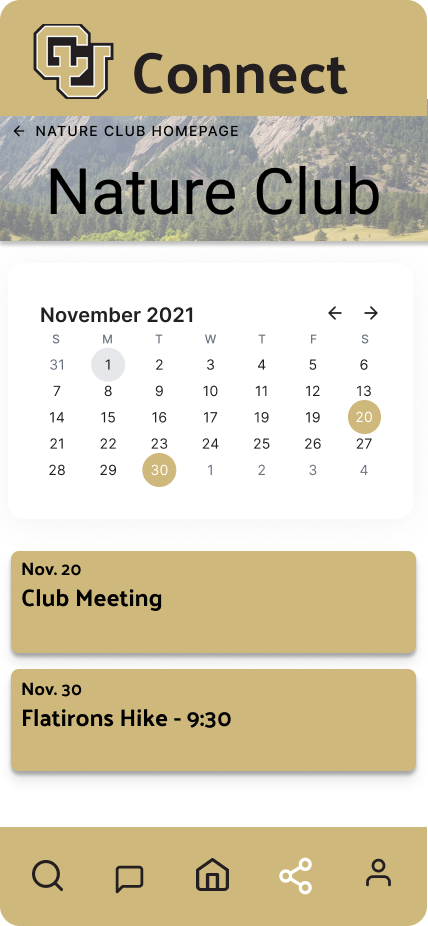 CU Connect
← NATURE CLUB HOMEPAGE
Nature Club
November 2021 ← →
S M T W T F S
31 1 2 3 4 5 6
7 8 9 10 11 12 13
14 15 16 17 19 19 20
21 22 23 24 25 26 27
28 29 30 1 2 3 4
Nov. 20
Club Meeting
Nov. 30
Flatirons Hike - 9:30